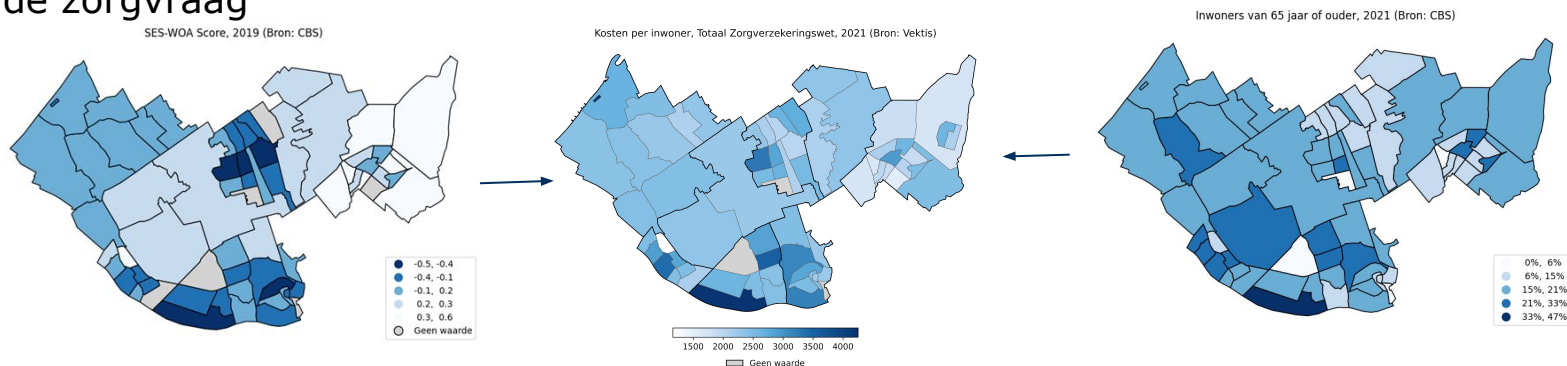 de zorgvraag
SES-WOA Score, 2019 (Bron: CBS)
-0.5, -0.4
-0.4, -0.1
-0.1, 0.2
0.2, 0.3
0.3, 0.6
Geen waarde
Kosten per inwoner, Totaal Zorgverzekeringswet, 2021 (Bron: Vektis)
1500 2000 2500 3000 3500 4000
Geen waarde
Inwoners van 65 jaar of ouder, 2021 (Bron: CBS)
0%, 6%
6%, 15%
15%, 21%
21%, 33%
33%, 47%